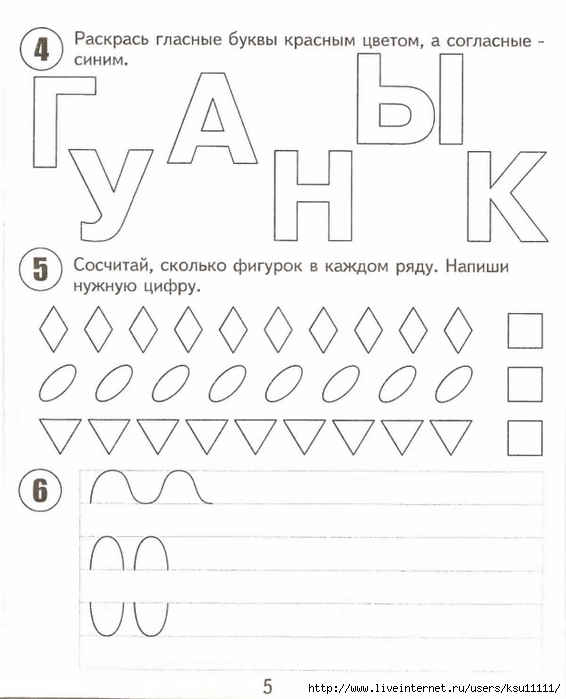 4 Раскрась гласные буквы красным цветом, а согласные -
синим.
Г У А Н Ы К
5 Сосчитай, сколько фигурок в каждом ряду. Напиши
нужную цифру.
6
5
http://www.liveinternet.ru/users/ksu11111/